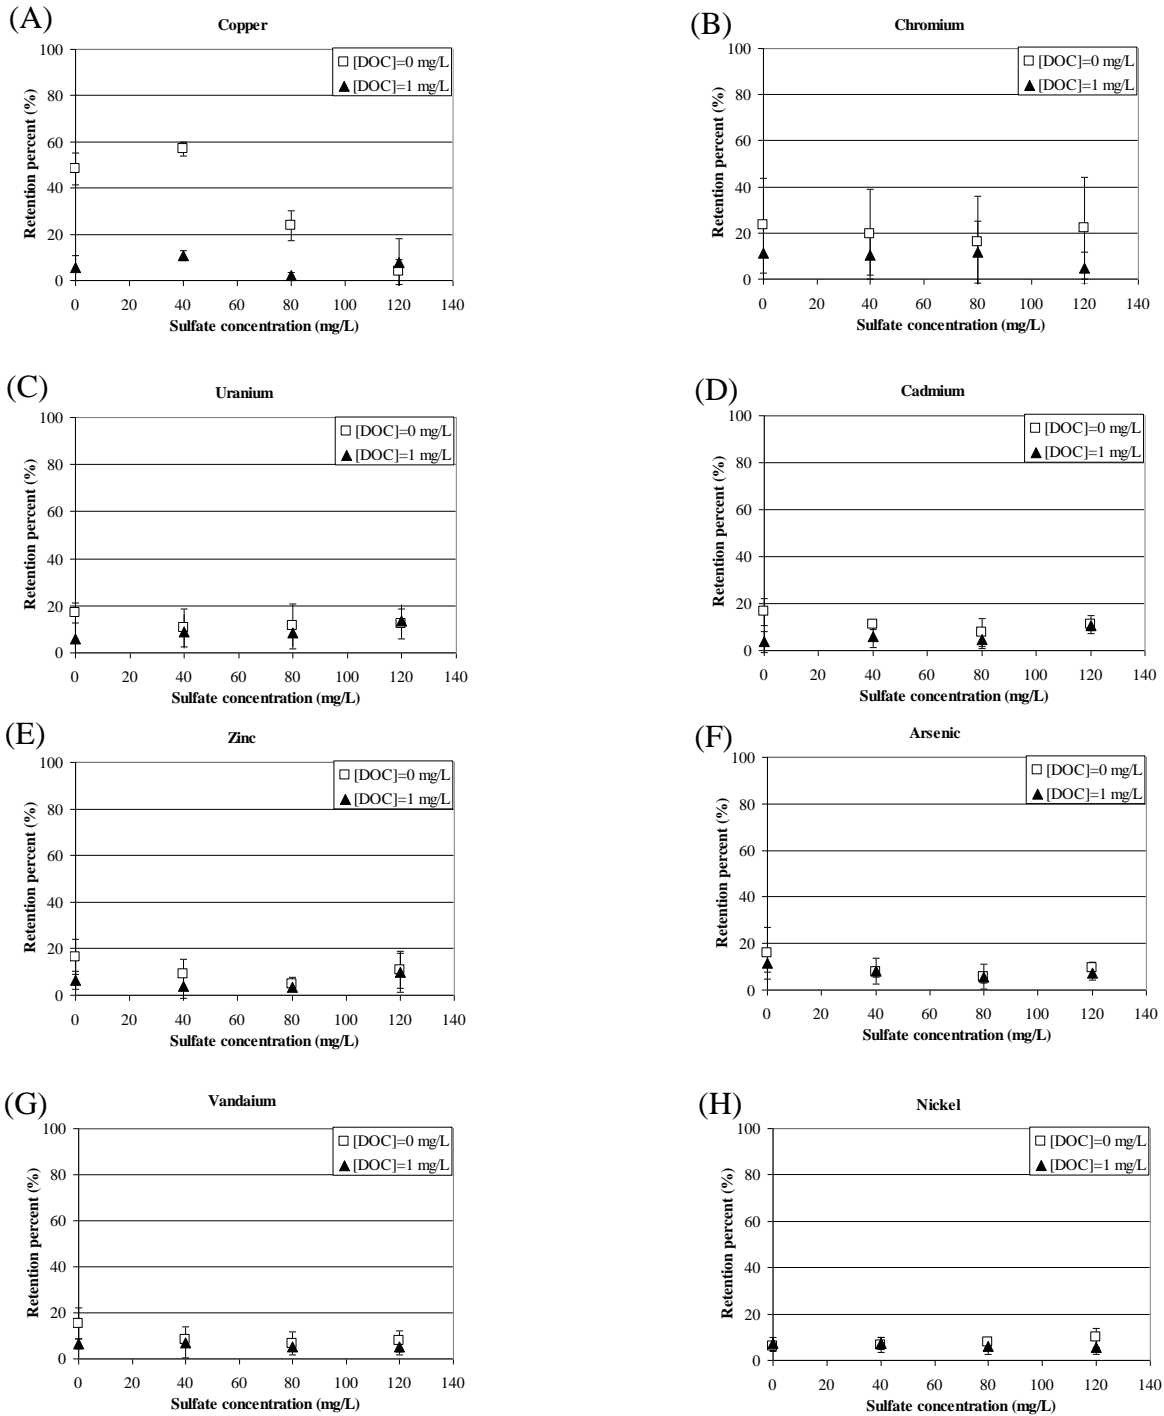 (A)
Copper
[DOC]=0 mg/L
[DOC]=1 mg/L
Retention percent (%)
100
80
60
40
20
0
0 20 40 60 80 100 120 140
Sulfate concentration (mg/L)
(B)
Chromium
[DOC]=0 mg/L
[DOC]=1 mg/L
Retention percent (%)
100
80
60
40
20
0
0 20 40 60 80 100 120 140
Sulfate concentration (mg/L)
(C)
Uranium
[DOC]=0 mg/L
[DOC]=1 mg/L
Retention percent (%)
100
80
60
40
20
0
0 20 40 60 80 100 120 140
Sulfate concentration (mg/L)
(D)
Cadmium
[DOC]=0 mg/L
[DOC]=1 mg/L
Retention percent (%)
100
80
60
40
20
0
0 20 40 60 80 100 120 140
Sulfate concentration (mg/L)
(E)
Zinc
[DOC]=0 mg/L
[DOC]=1 mg/L
Retention percent (%)
100
80
60
40
20
0
0 20 40 60 80 100 120 140
Sulfate concentration (mg/L)
(F)
Arsenic
[DOC]=0 mg/L
[DOC]=1 mg/L
Retention percent (%)
100
80
60
40
20
0
0 20 40 60 80 100 120 140
Sulfate concentration (mg/L)
(G)
Vandaium
[DOC]=0 mg/L
[DOC]=1 mg/L
Retention percent (%)
100
80
60
40
20
0
0 20 40 60 80 100 120 140
Sulfate concentration (mg/L)
(H)
Nickel
[DOC]=0 mg/L
[DOC]=1 mg/L
Retention percent (%)
100
80
60
40
20
0
0 20 40 60 80 100 120 140
Sulfate concentration (mg/L)